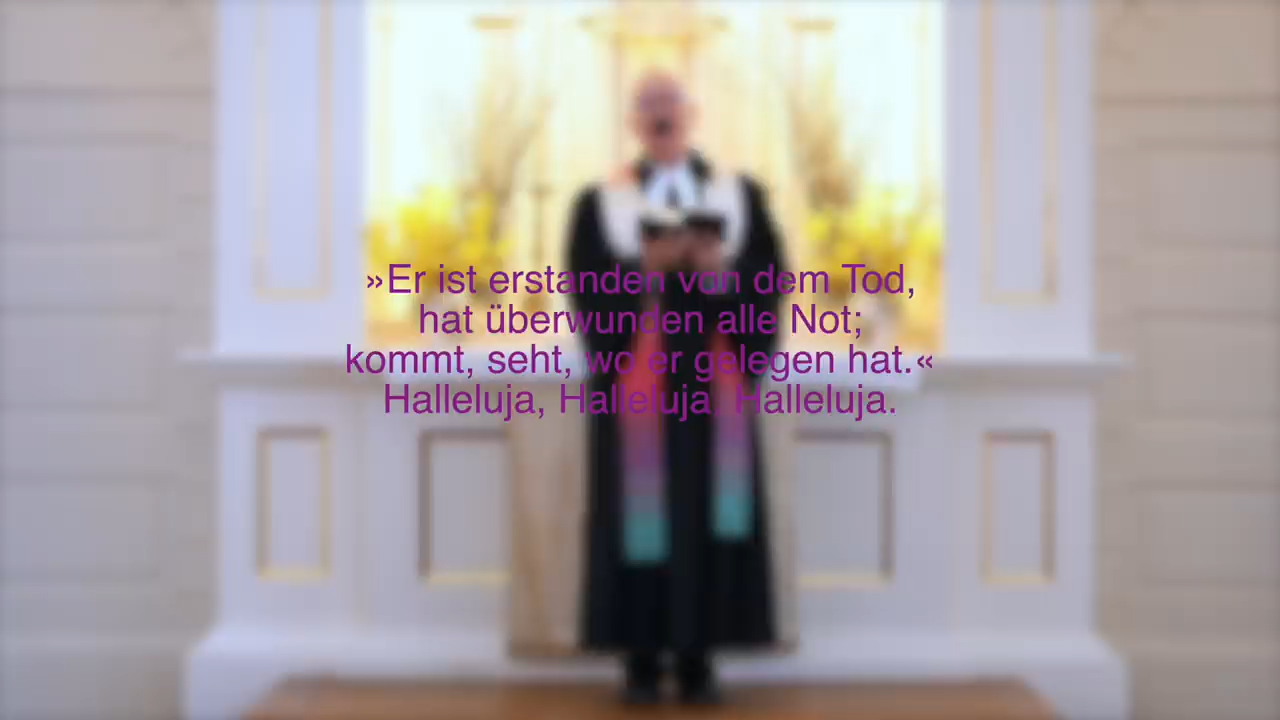 »Er ist erstanden von dem Tod,
hat überwunden alle Not;
kommt, seht, wo er gelegen hat.«
Halleluja, Halleluja, Halleluja.